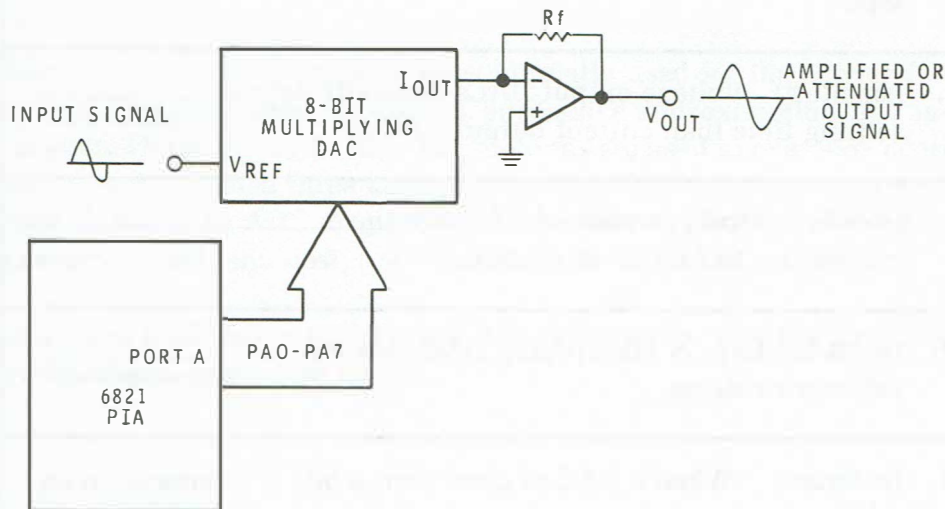 Rf
I OUT
8-BIT
MULTIPLYING
DAC
INPUT SIGNAL
VREF
VOUT
AMPLIFIED OR
ATTENUATED
OUTPUT
SIGNAL
PORT A
PA0-PA7
6821
PIA